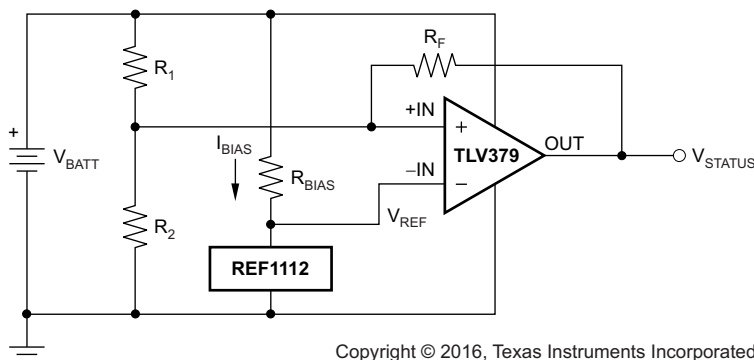 R1
RF
+
VBATT
IBIAS
RBIAS
+IN
+
TLV379
OUT
VSTATUS
−IN
−
VREF
R2
REF1112
Copyright © 2016, Texas Instruments Incorporated